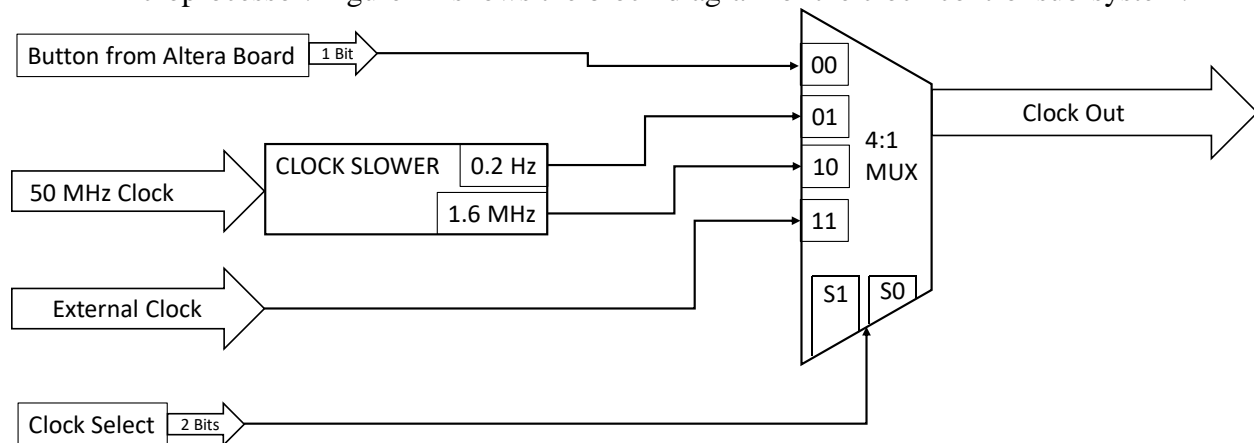 Button from Altera Board
1 Bit
00
01
10
11
4:1
MUX
Clock Out
50 MHz Clock
CLOCK SLOWER
0.2 Hz
1.6 MHz
External Clock
S1
S0
Clock Select
2 Bits